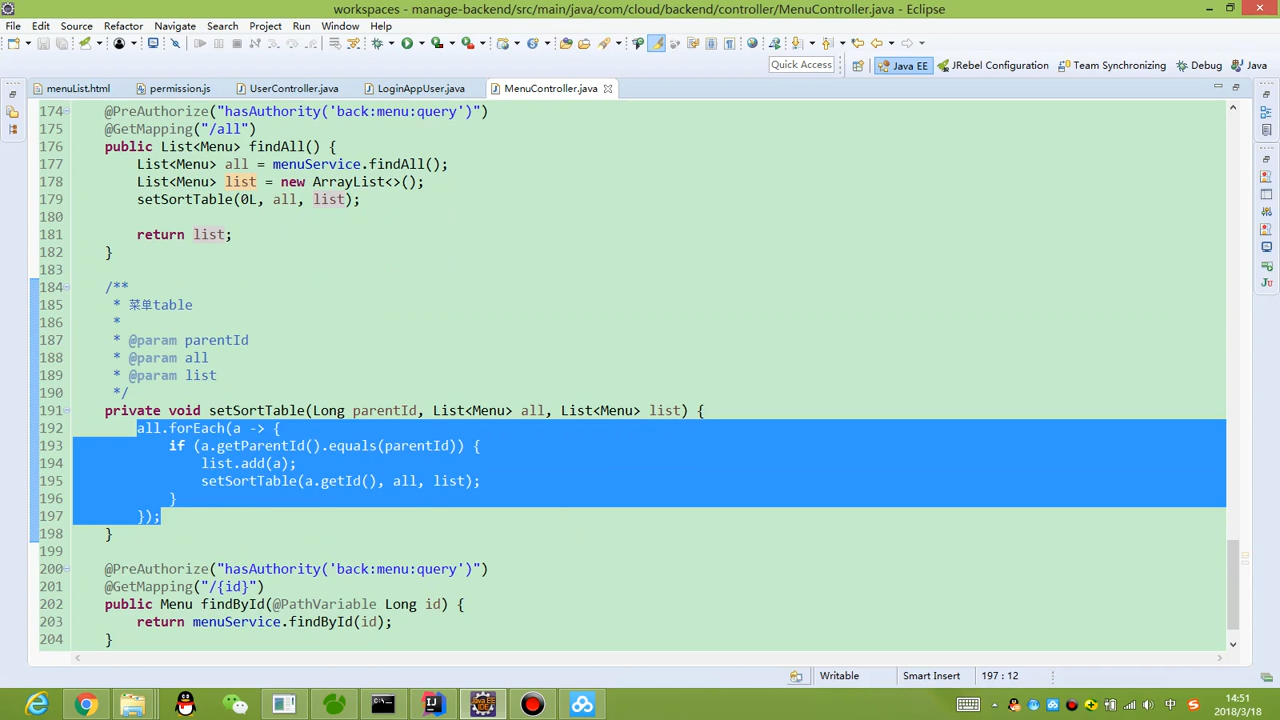 workspaces - manage-backend/src/main/java/com/cloud/backend/controller/MenuController.java - Eclipse
File Edit Source Refactor Navigate Search Project Run Window Help
Quick Access Java EE JRebel Configuration Team Synchronizing Debug Java
menuList.html permission.js UserController.java LoginAppUser.java MenuController.java
174 @PreAuthorize("hasAuthority('back:menu:query')")
175 @GetMapping("/all")
176 public List<Menu> findAll() {
177 List<Menu> all = menuService.findAll();
178 List<Menu> list = new ArrayList<>();
179 setSortTable(0L, all, list);
180
181 return list;
182 }
183
184 /**
185 * 菜单table
186 *
187 * @param parentId
188 * @param all
189 * @param list
190 */
191 private void setSortTable(Long parentId, List<Menu> all, List<Menu> list) {
192 all.forEach(a -> {
193 if (a.getParentId().equals(parentId)) {
194 list.add(a);
195 setSortTable(a.getId(), all, list);
196 }
197 });
198 }
199
200 @PreAuthorize("hasAuthority('back:menu:query')")
201 @GetMapping("/{id}")
202 public Menu findById(@PathVariable Long id) {
203 return menuService.findById(id);
204 }
Writable Smart Insert 197 : 12
中
14:51
2018/3/18